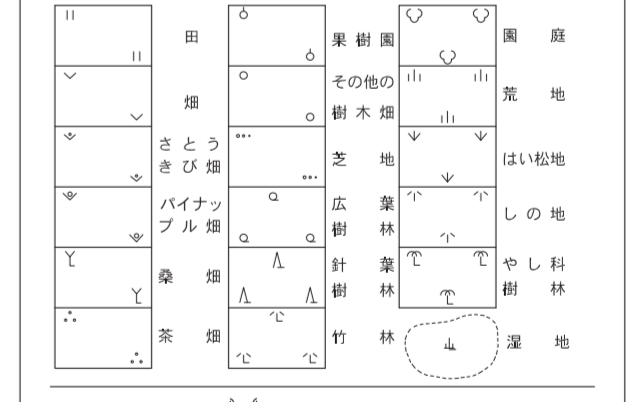 田
畑
さとう
きび畑
パイナッ
プル畑
桑畑
茶畑
果樹園
その他の
樹木畑
芝地
広葉
樹林
針葉
樹林
竹林
園庭
荒地
はい松地
しの地
やし科
樹林
湿地